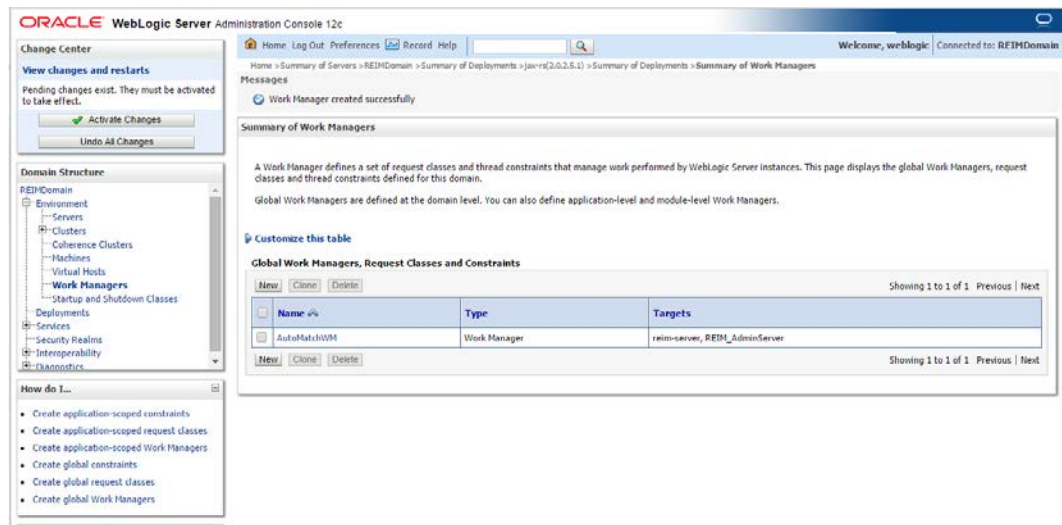 ORACLE WebLogic Server Administration Console 12c
Change Center
View changes and restarts
Pending changes exist. They must be activated
to take effect.
Activate Changes
Undo All Changes
Domain Structure
REIMDomain
Environment
Servers
Clusters
Coherence Clusters
Machines
Virtual Hosts
Work Managers
Startup and Shutdown Classes
Deployments
Services
Security Realms
Interoperability
Diagnostics
How do I...
Create application-scoped constraints
Create application-scoped request classes
Create application-scoped Work Managers
Create global constraints
Create global request classes
Create global Work Managers
Home Log Out Preferences Record Help
Welcome, weblogic Connected to: REIMDomain
Home >Summary of Servers >REIMDomain >Summary of Deployments >jax-rs(2.0,2.5.1) >Summary of Deployments >Summary of Work Managers
Messages
Work Manager created successfully
Summary of Work Managers
A Work Manager defines a set of request classes and thread constraints that manage work performed by WebLogic Server instances. This page displays the global Work Managers, request
classes and thread constraints defined for this domain.
Global Work Managers are defined at the domain level. You can also define application-level and module-level Work Managers.
Customize this table
Global Work Managers, Request Classes and Constraints
New Clone Delete Showing 1 to 1 of 1 Previous | Next
Name Type Targets
AutoMatchWM Work Manager reim-server, REIM_AdminServer
New Clone Delete Showing 1 to 1 of 1 Previous | Next